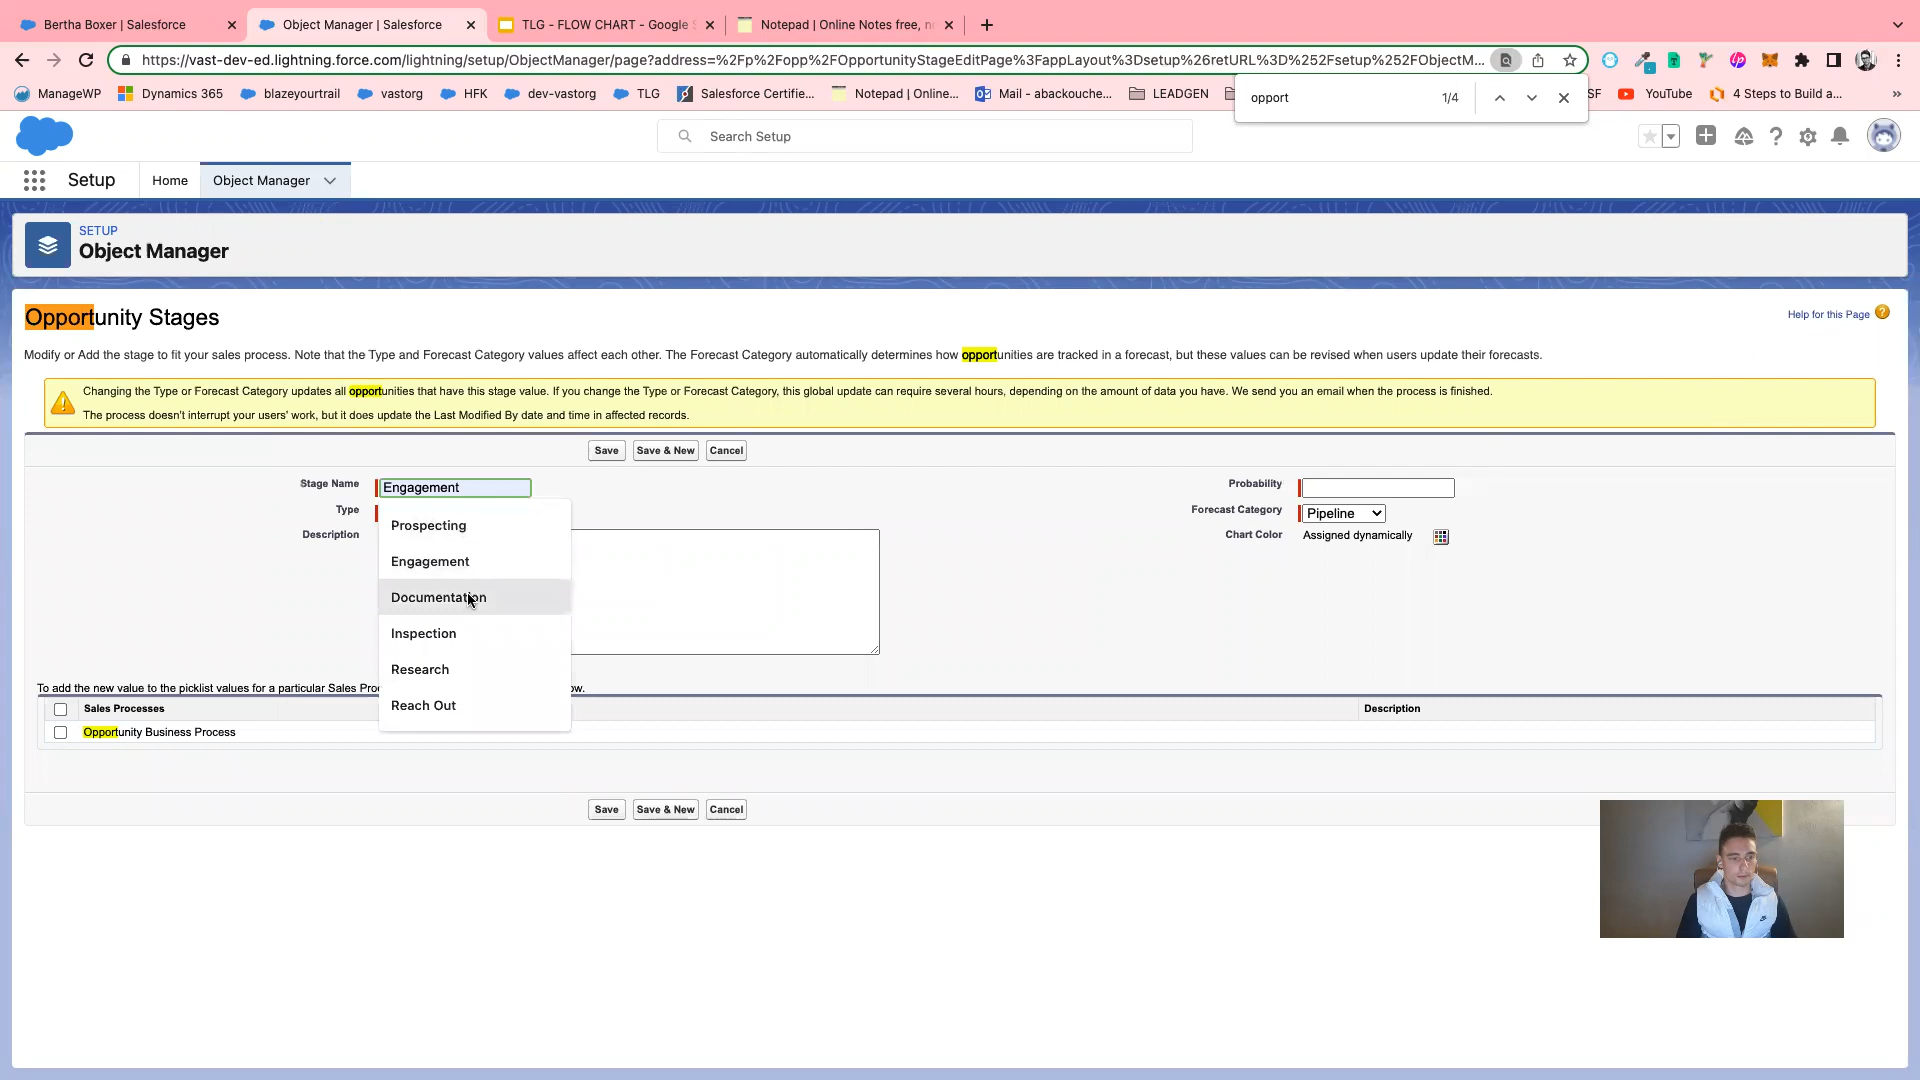 Bertha Boxer | Salesforce
Object Manager | Salesforce
TLG - FLOW CHART - Google S
Notepad | Online Notes free, n
https://vast-dev-ed.lightning.force.com/lightning/setup/ObjectManager/page?address=%2Fp%2Fopp%2FOpportunityStageEditPage%3FappLayout%3Dsetup%26retURL%3D%252Fsetup%252FObjectM...
ManageWP
Dynamics 365
blazeyourtrail
vastorg
HFK
dev-vastorg
TLG
Salesforce Certifie...
Notepad | Online...
Mail - abackouche...
LEADGEN
SF
YouTube
4 Steps to Build a...
opport
1/4
Search Setup
Setup
Home
Object Manager
SETUP
Object Manager
Opportunity Stages
Help for this Page
Modify or Add the stage to fit your sales process. Note that the Type and Forecast Category values affect each other. The Forecast Category automatically determines how opportunities are tracked in a forecast, but these values can be revised when users update their forecasts.
Changing the Type or Forecast Category updates all opportunities that have this stage value. If you change the Type or Forecast Category, this global update can require several hours, depending on the amount of data you have. We send you an email when the process is finished.
The process doesn't interrupt your users' work, but it does update the Last Modified By date and time in affected records.
Save
Save & New
Cancel
Stage Name
Engagement
Probability
Type
Forecast Category
Pipeline
Description
Chart Color
Assigned dynamically
Prospecting
Engagement
Documentation
Inspection
Research
Reach Out
To add the new value to the picklist values for a particular Sales Proc
ow.
Sales Processes
Description
Opportunity Business Process
Save
Save & New
Cancel